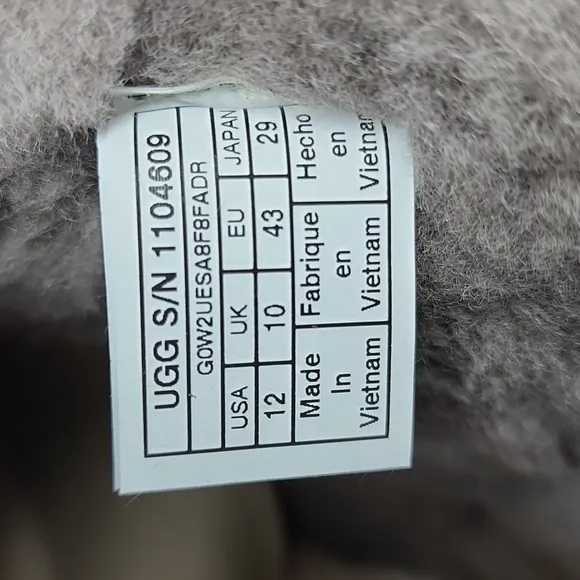 UGG S/N 1104609
G0W2UESA8F8FADR
USA UK EU JAPAN
12 10 43 29
Made Fabrique Hecho
In en en
Vietnam Vietnam Vietnam